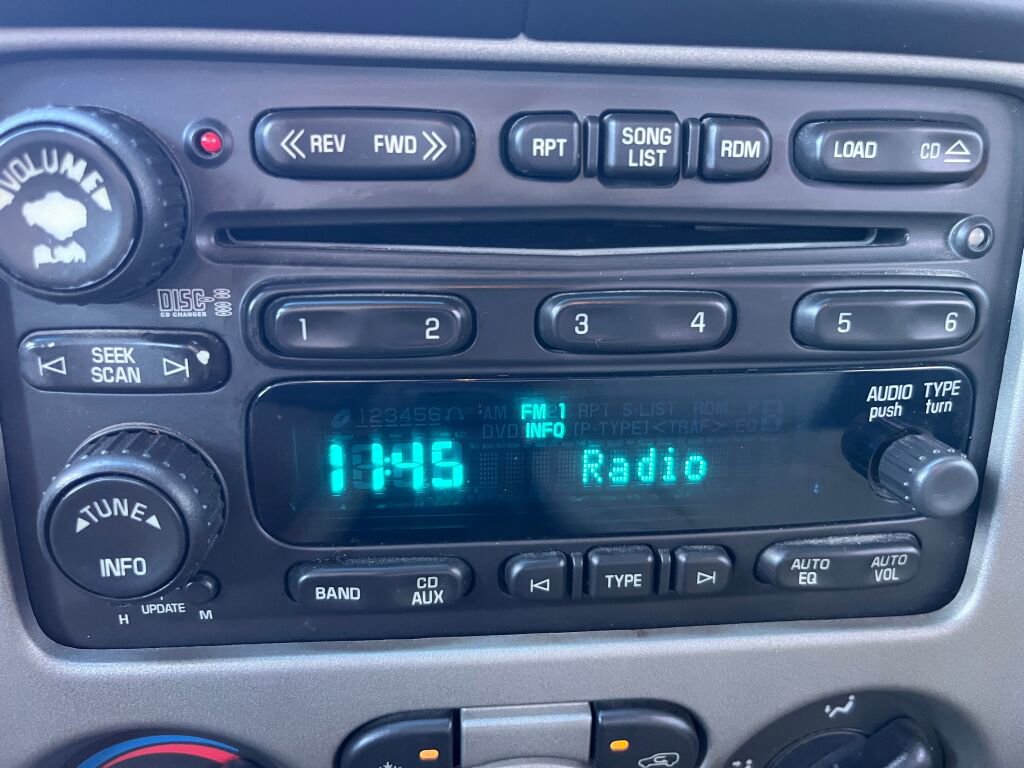 VOLUME
REV FWD
RPT
SONG
LIST
RDM
LOAD CD
DISC
CD CHANGER
1 2
3 4
5 6
SEEK
SCAN
123456 AM FM1 2 RPT S-LIST RDM
DVD INFO [P-TYPE] <TRAF> EQ
11:45 Radio
AUDIO TYPE
push turn
TUNE
INFO
H UPDATE M
BAND
CD
AUX
TYPE
AUTO
EQ
AUTO
VOL